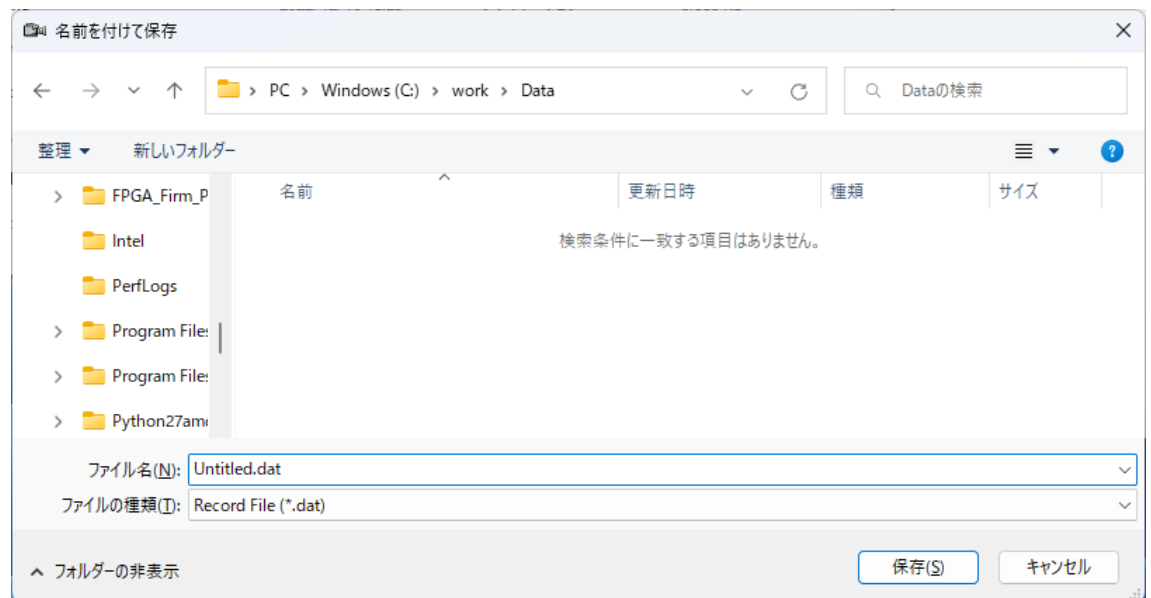 名前を付けて保存
PC > Windows (C:) > work > Data
Dataの検索
整理
新しいフォルダー
名前
更新日時
種類
サイズ
FPGA_Firm_P
検索条件に一致する項目はありません。
Intel
PerfLogs
Program Files
Program Files
Python27am
ファイル名(N): Untitled.dat
ファイルの種類(T): Record File (*.dat)
フォルダーの非表示
保存(S)
キャンセル